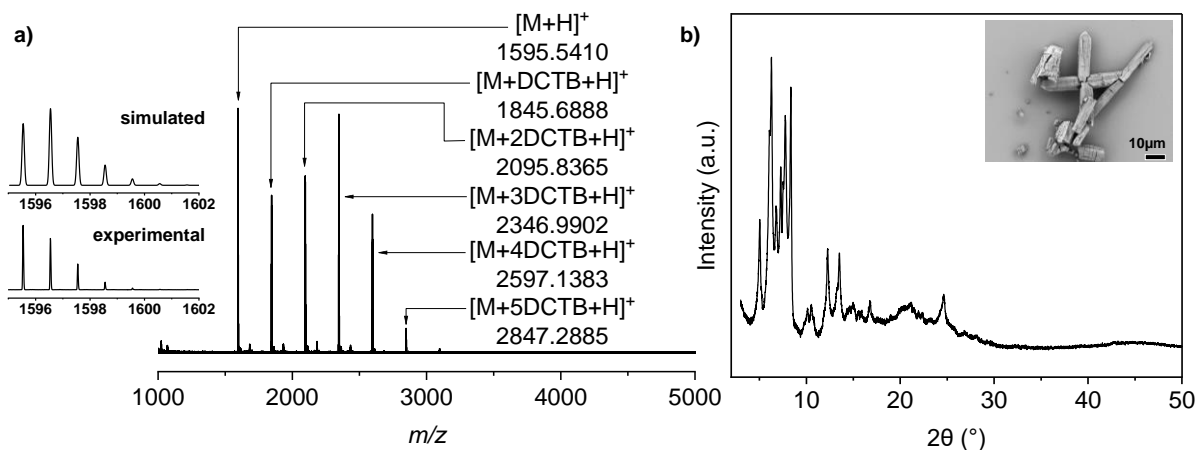 a)
[M+H]+
1595.5410
[M+DCTB+H]+
1845.6888
[M+2DCTB+H]+
2095.8365
[M+3DCTB+H]+
2346.9902
[M+4DCTB+H]+
2597.1383
[M+5DCTB+H]+
2847.2885
simulated
1596 1598 1600 1602
experimental
1596 1598 1600 1602
1000 2000 3000 4000 5000
m/z
b)
Intensity (a.u.)
10µm
10 20 30 40 50
2θ (°)